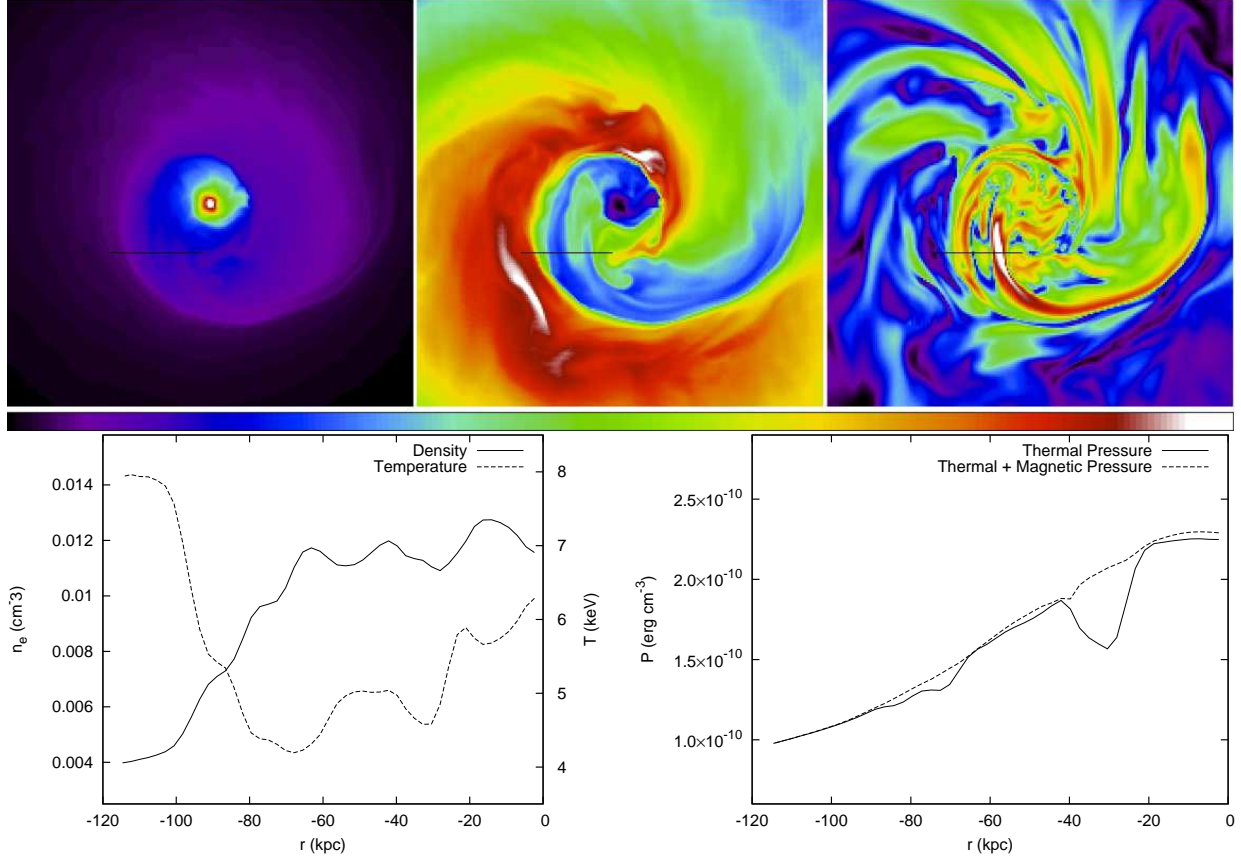 Density
Temperature
0.014
0.012
0.01
0.008
0.006
0.004
n_e (cm^-3)
8
7
6
5
4
T (keV)
-120 -100 -80 -60 -40 -20 0
r (kpc)
Thermal Pressure
Thermal + Magnetic Pressure
2.5×10^-10
2.0×10^-10
1.5×10^-10
1.0×10^-10
P (erg cm^-3)
-120 -100 -80 -60 -40 -20 0
r (kpc)